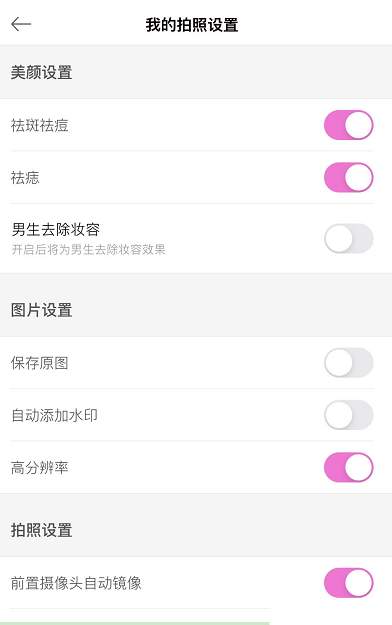 我的拍照设置
美颜设置
祛斑祛痘
祛痣
男生去除妆容
开启后将为男生去除妆容效果
图片设置
保存原图
自动添加水印
高分辨率
拍照设置
前置摄像头自动镜像